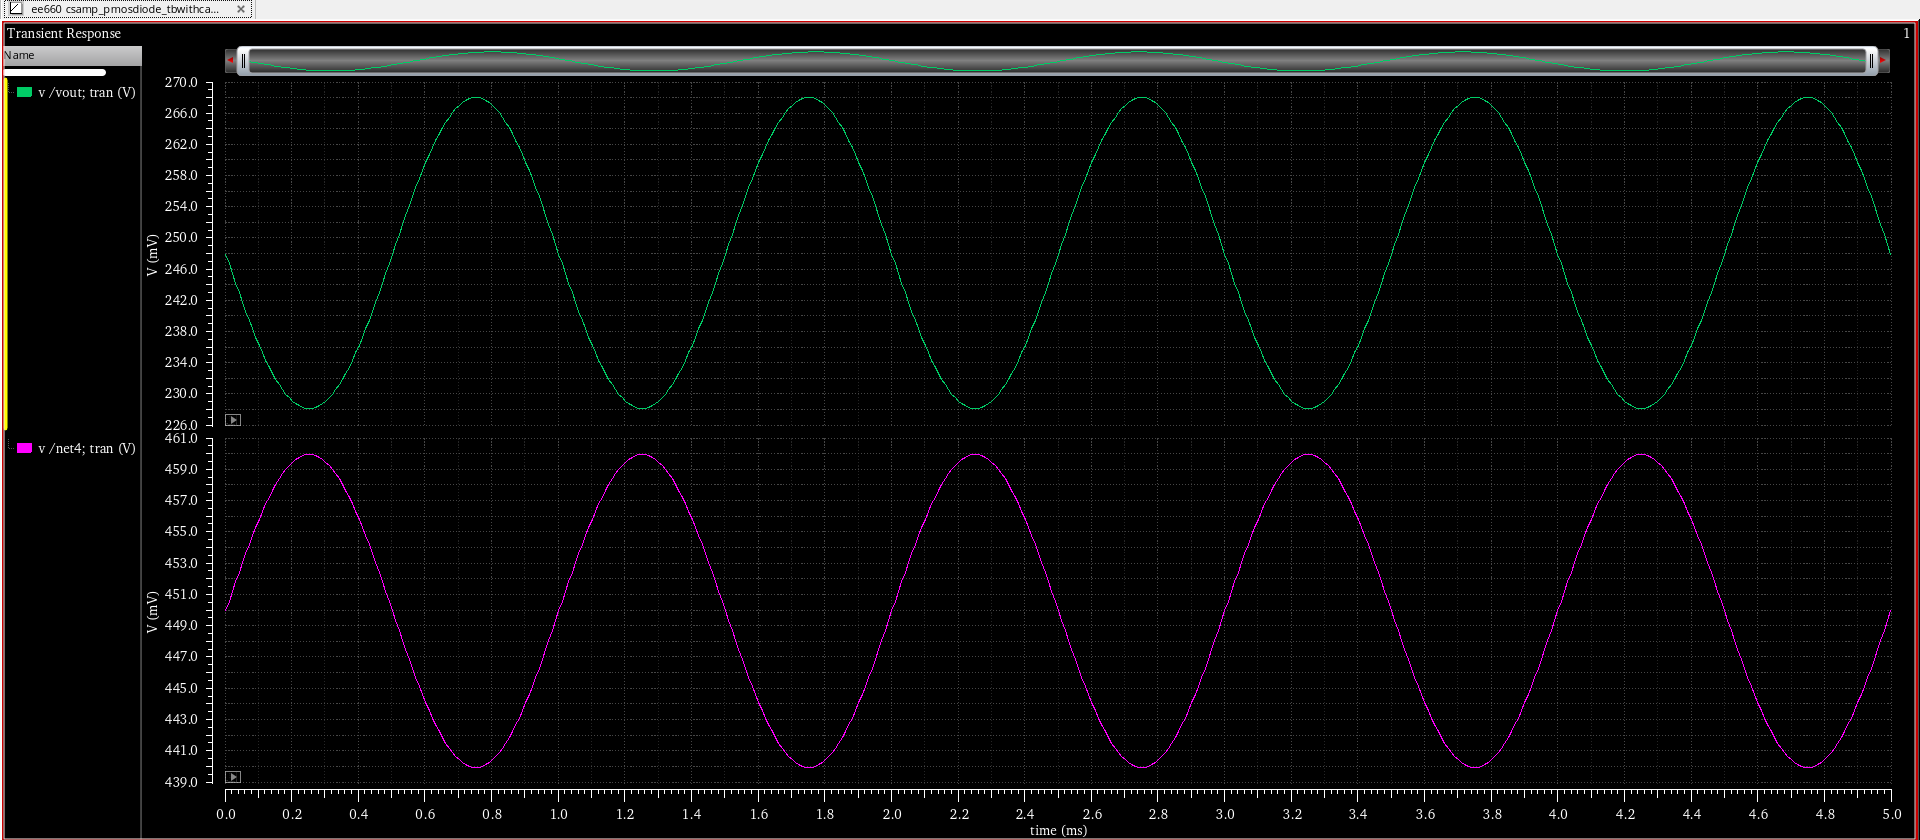 ee660 csamp_pmosdiode_tbwithca...
Transient Response
1
Name
v /vout; tran (V)
270.0
266.0
262.0
258.0
254.0
250.0
246.0
242.0
238.0
234.0
230.0
226.0
V (mV)
v /net4; tran (V)
461.0
459.0
457.0
455.0
453.0
451.0
449.0
447.0
445.0
443.0
441.0
439.0
V (mV)
0.0 0.2 0.4 0.6 0.8 1.0 1.2 1.4 1.6 1.8 2.0 2.2 2.4 2.6 2.8 3.0 3.2 3.4 3.6 3.8 4.0 4.2 4.4 4.6 4.8 5.0
time (ms)